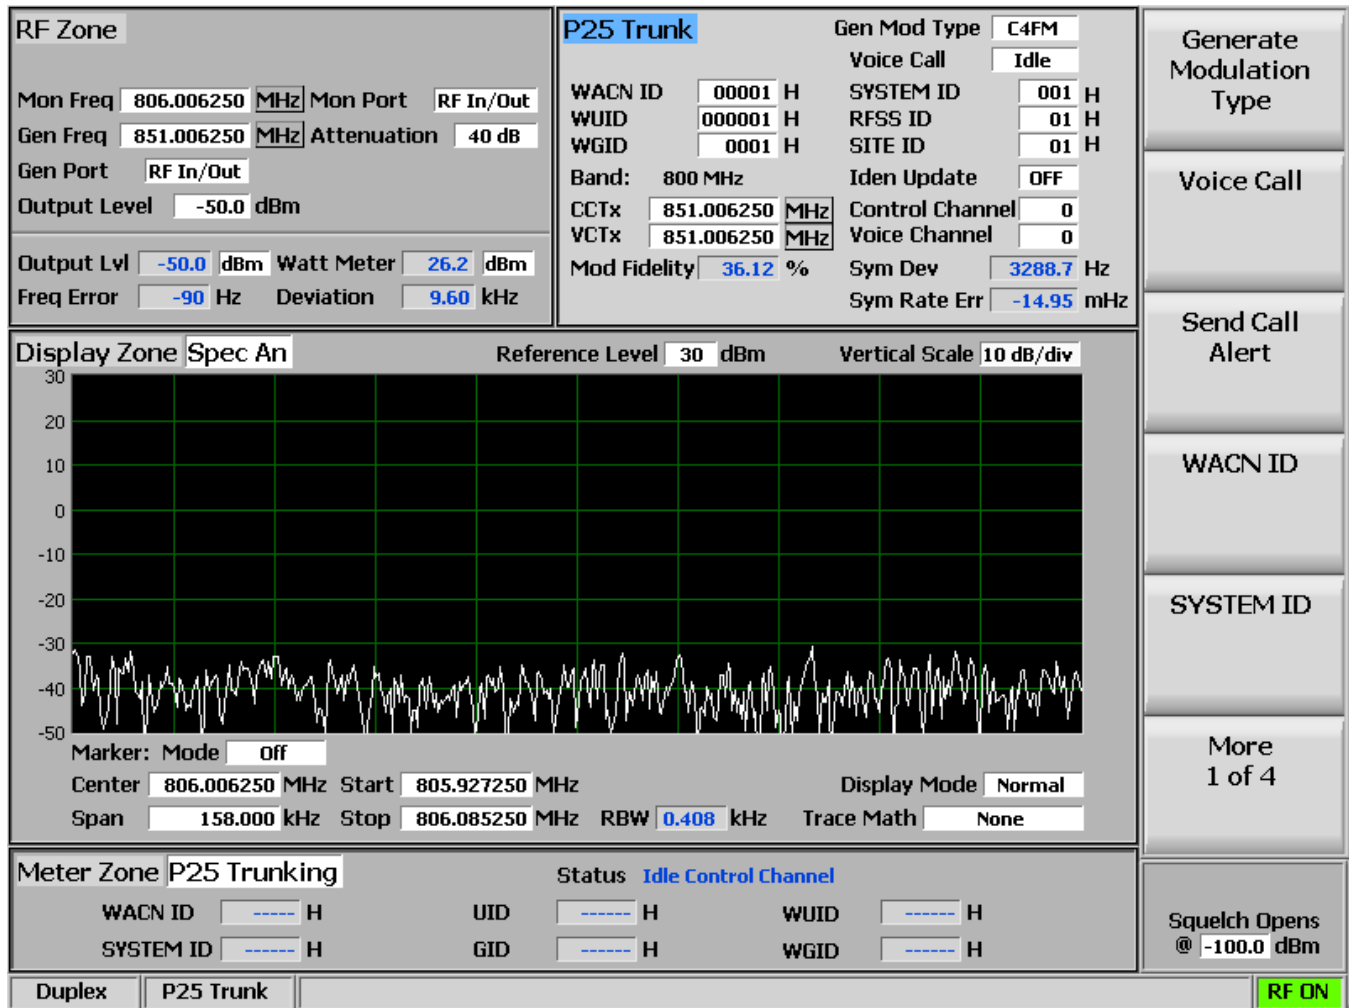 RF Zone
Mon Freq 806.006250 MHz Mon Port RF In/Out
Gen Freq 851.006250 MHz Attenuation 40 dB
Gen Port RF In/Out
Output Level -50.0 dBm
Output Lvl -50.0 dBm Watt Meter 26.2 dBm
Freq Error -90 Hz Deviation 9.60 kHz
P25 Trunk Gen Mod Type C4FM
Voice Call Idle
WACN ID 00001 H SYSTEM ID 001 H
WUID 000001 H RFSS ID 01 H
WGID 0001 H SITE ID 01 H
Band: 800 MHz Iden Update OFF
CCTx 851.006250 MHz Control Channel 0
VCTx 851.006250 MHz Voice Channel 0
Mod Fidelity 36.12 % Sym Dev 3288.7 Hz
Sym Rate Err -14.95 mHz
Display Zone Spec An Reference Level 30 dBm Vertical Scale 10 dB/div
30
20
10
0
-10
-20
-30
-40
-50
Marker: Mode Off
Center 806.006250 MHz Start 805.927250 MHz Display Mode Normal
Span 158.000 kHz Stop 806.085250 MHz RBW 0.408 kHz Trace Math None
Meter Zone P25 Trunking Status Idle Control Channel
WACN ID ----- H UID ------ H WUID ------ H
SYSTEM ID ------ H GID ------ H WGID ------ H
Duplex P25 Trunk RF ON
Generate
Modulation
Type
Voice Call
Send Call
Alert
WACN ID
SYSTEM ID
More
1 of 4
Squelch Opens
@ -100.0 dBm